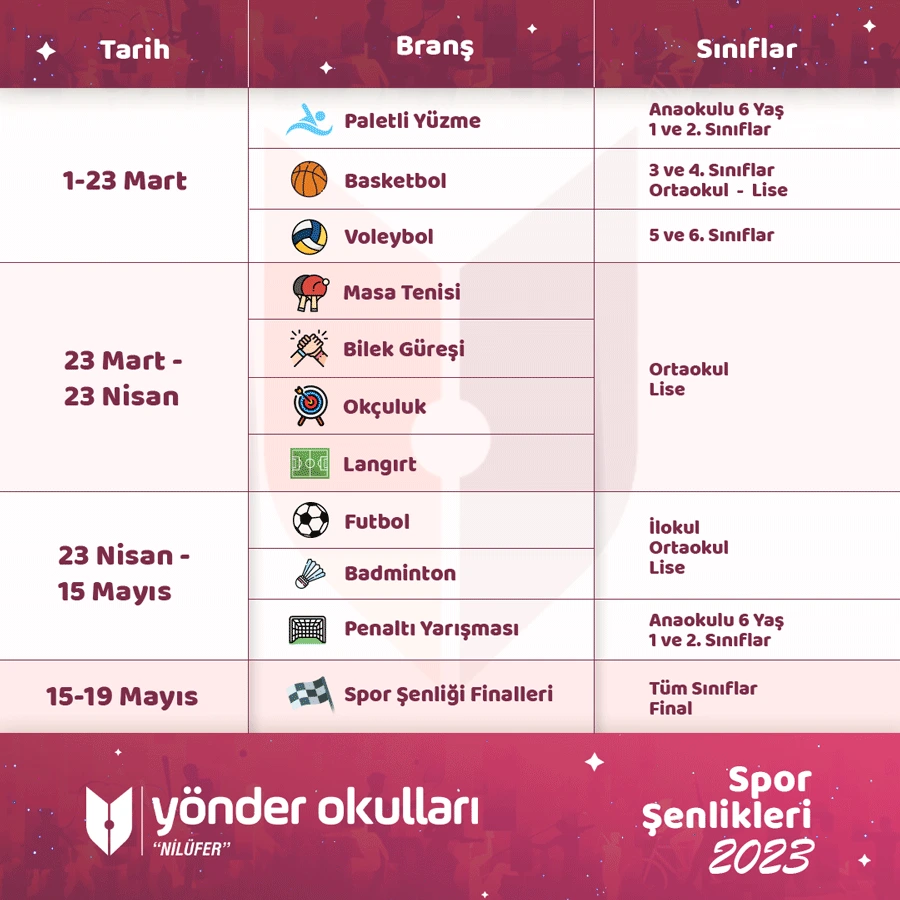 Tarih
Branş
Sınıflar
1-23 Mart
Paletli Yüzme
Anaokulu 6 Yaş
1 ve 2. Sınıflar
Basketbol
3 ve 4. Sınıflar
Ortaokul - Lise
Voleybol
5 ve 6. Sınıflar
23 Mart -
23 Nisan
Masa Tenisi
Bilek Güreşi
Okçuluk
Langırt
Ortaokul
Lise
23 Nisan -
15 Mayıs
Futbol
Badminton
İlokul
Ortaokul
Lise
Penaltı Yarışması
Anaokulu 6 Yaş
1 ve 2. Sınıflar
15-19 Mayıs
Spor Şenliği Finalleri
Tüm Sınıflar
Final
yönder okulları
"NİLÜFER"
Spor
Şenlikleri
2023